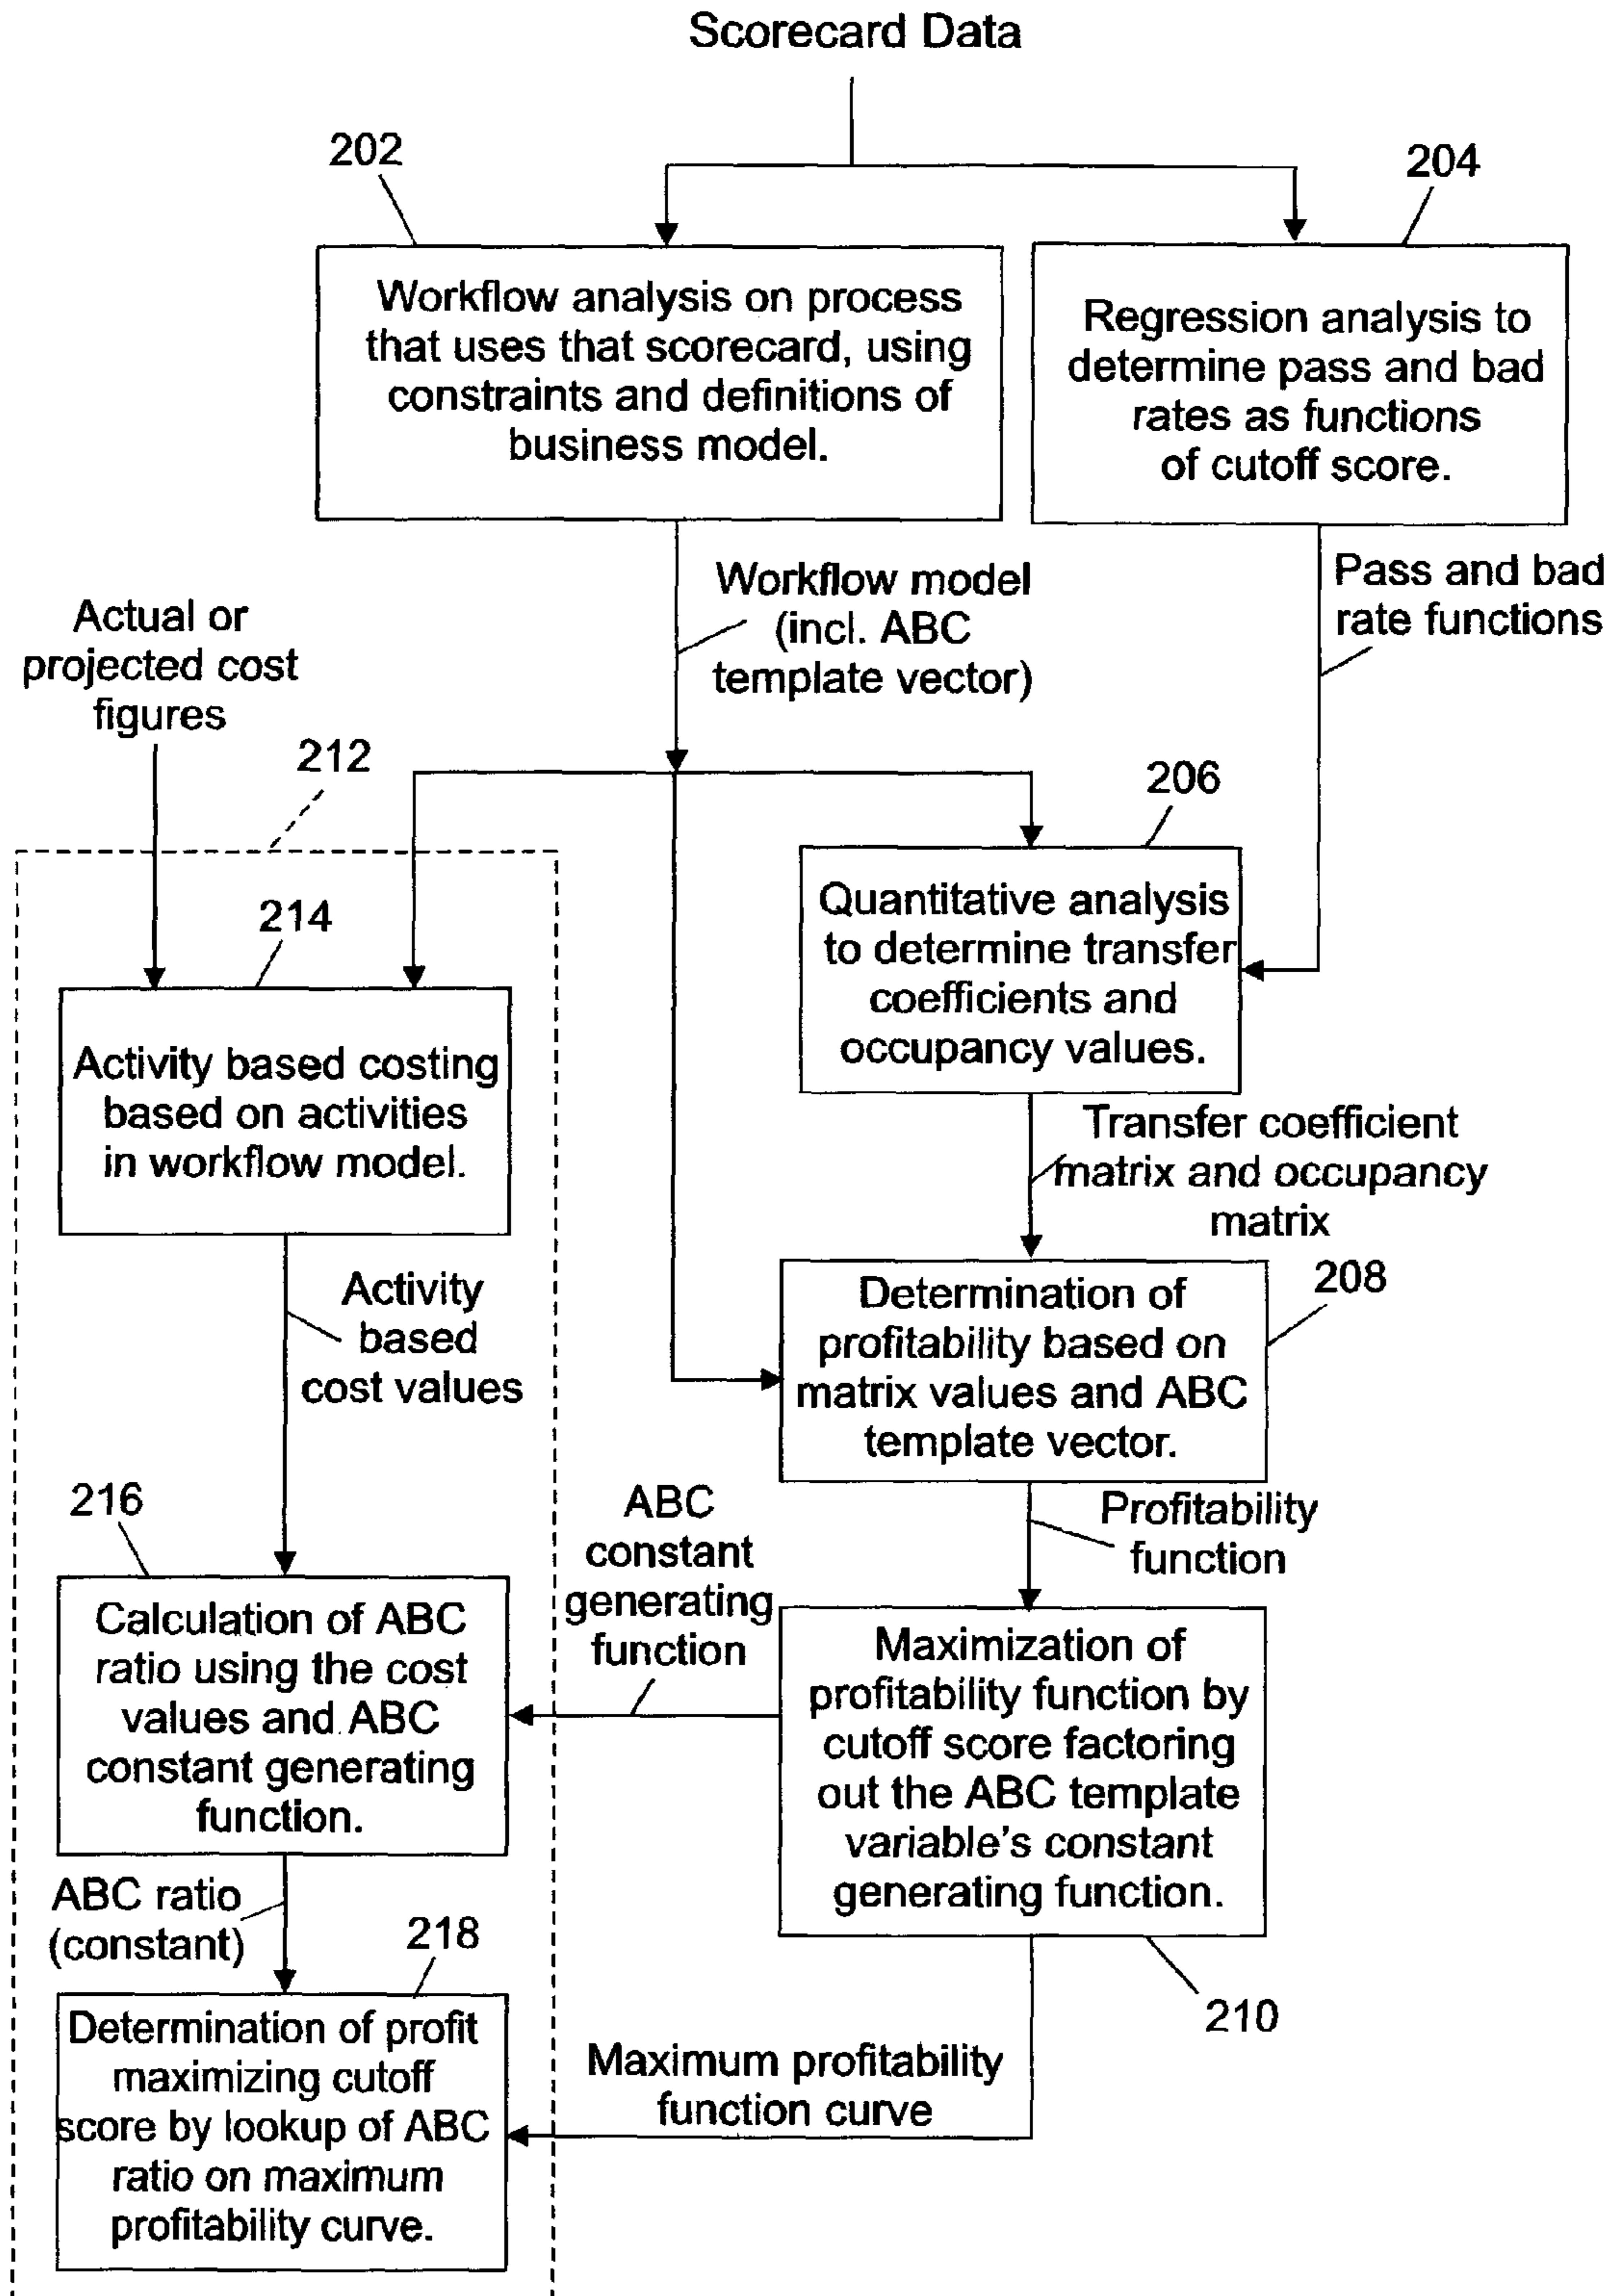 Scorecard Data
202
204
Workflow analysis on process
that uses that scorecard, using
constraints and definitions of
business model.
Regression analysis to
determine pass and bad
rates as functions
of cutoff score.
Workflow model
(incl. ABC
template vector)
Pass and bad
rate functions
Actual or
projected cost
figures
212
206
214
Quantitative analysis
to determine transfer
coefficients and
occupancy values.
Activity based costing
based on activities
in workflow model.
Transfer coefficient
matrix and occupancy
matrix
208
Activity
based
cost values
Determination of
profitability based on
matrix values and ABC
template vector.
216
ABC
constant
generating
function
Profitability
function
Calculation of ABC
ratio using the cost
values and ABC
constant generating
function.
Maximization of
profitability function by
cutoff score factoring
out the ABC template
variable's constant
generating function.
ABC ratio
(constant)
218
210
Determination of profit
maximizing cutoff
score by lookup of ABC
ratio on maximum
profitability curve.
Maximum profitability
function curve